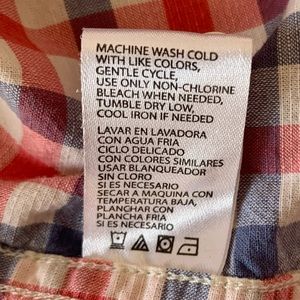 MACHINE WASH COLD
WITH LIKE COLORS,
GENTLE CYCLE,
USE ONLY NON-CHLORINE
BLEACH WHEN NEEDED,
TUMBLE DRY LOW,
COOL IRON IF NEEDED
LAVAR EN LAVADORA
CON AGUA FRIA
CICLO DELICADO
CON COLORES SIMILARES
USAR BLANQUEADOR
SIN CLORO
SI ES NECESARIO
SECAR A MAQUINA CON
TEMPERATURA BAJA,
PLANCHAR CON
PLANCHA FRIA
SI ES NECESARIO